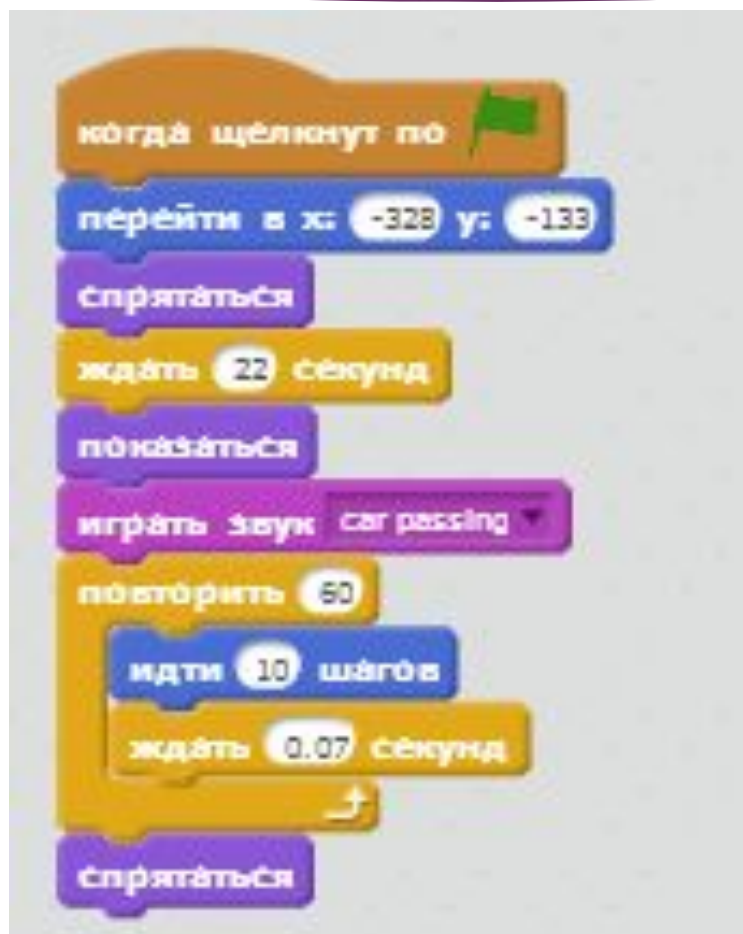 когда щёлкнут по
перейти в x: -328 y: -133
спрятаться
ждать 22 секунд
показаться
играть звук car passing
повторить 60
идти 10 шагов
ждать 0.07 секунд
спрятаться